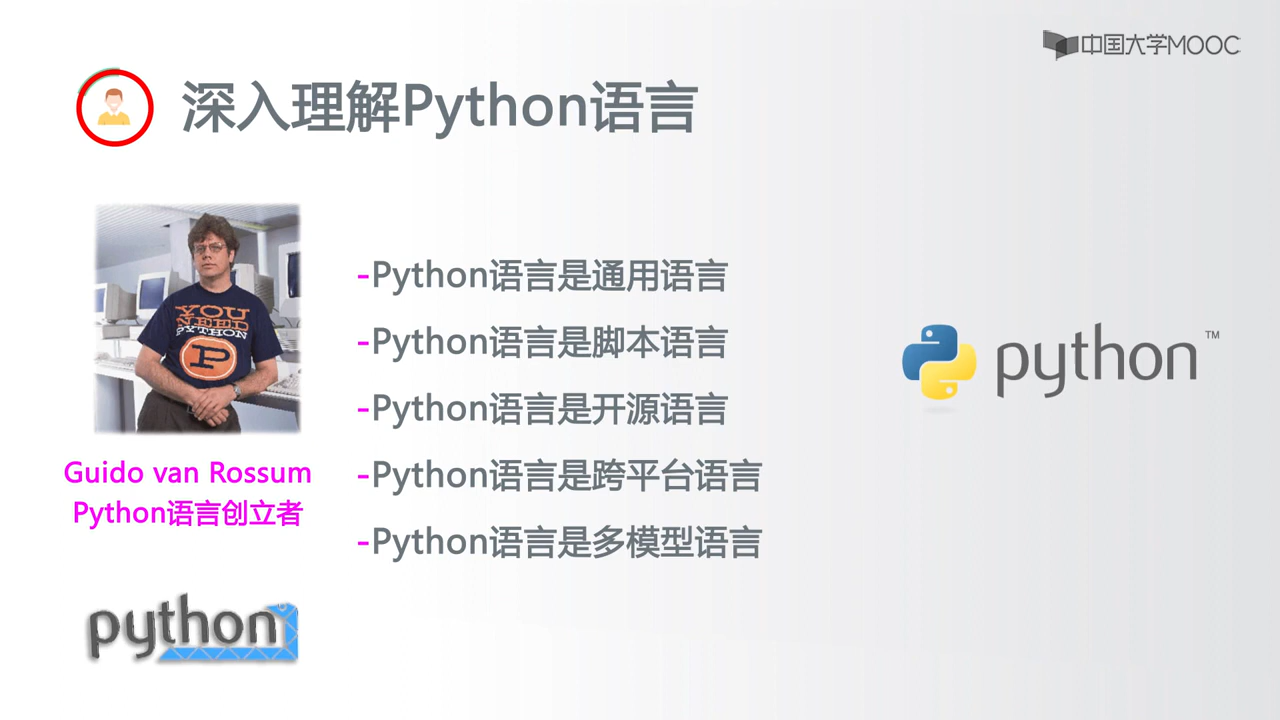 中国大学MOOC
深入理解Python语言
YOU
NEED
PYTHON
P
Guido van Rossum
Python语言创立者
-Python语言是通用语言
-Python语言是脚本语言
-Python语言是开源语言
-Python语言是跨平台语言
-Python语言是多模型语言
python™
python